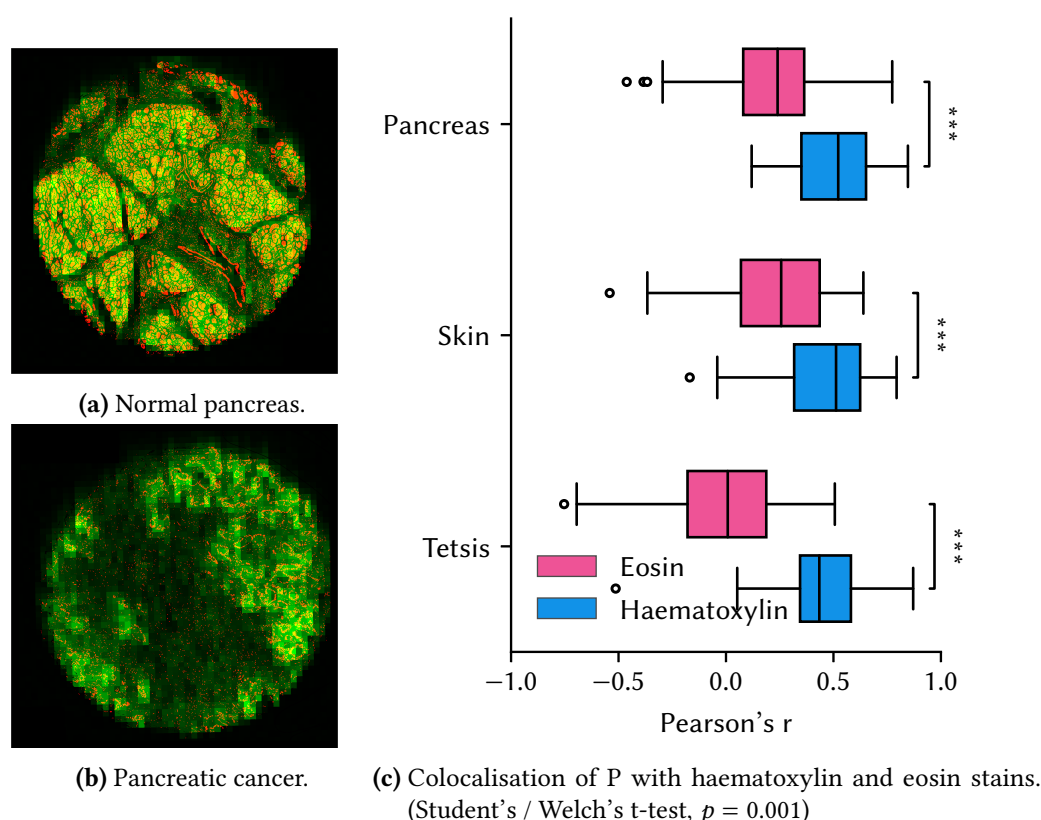 (a) Normal pancreas.
(b) Pancreatic cancer.
Pancreas
***
Skin
***
Tetsis
***
Eosin
Haematoxylin
−1.0 −0.5 0.0 0.5 1.0
Pearson's r
(c) Colocalisation of P with haematoxylin and eosin stains.
(Student's / Welch's t-test, p = 0.001)